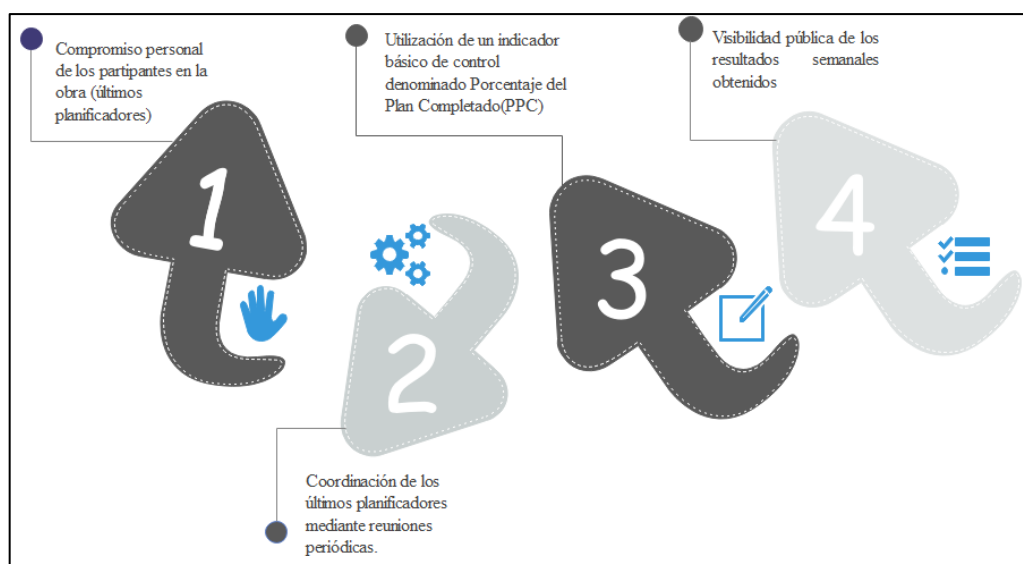 Compromiso personal
de los partipantes en la
obra (últimos
planificadores)
1
Coordinación de los
últimos planificadores
mediante reuniones
periódicas.
2
Utilización de un indicador
básico de control
denominado Porcentaje del
Plan Completado(PPC)
3
Visibilidad pública de los
resultados semanales
obtenidos
4